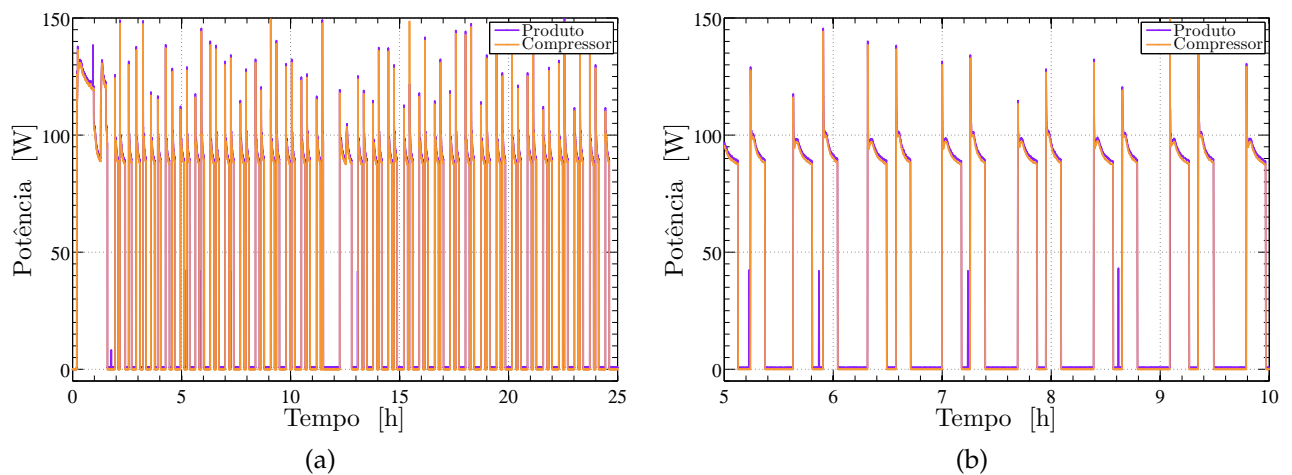 150
100
50
0
Potência [W]
0 5 10 15 20 25
Tempo [h]
Produto
Compressor
(a)
150
100
50
0
Potência [W]
5 6 7 8 9 10
Tempo [h]
Produto
Compressor
(b)